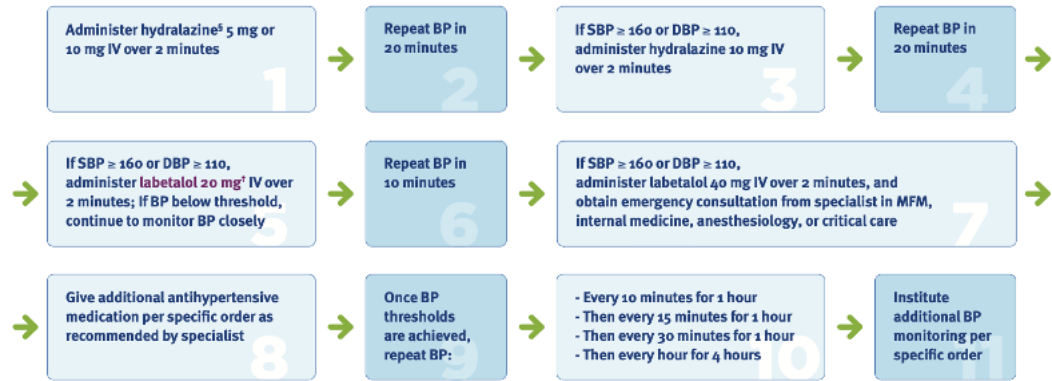 Administer hydralazine§ 5 mg or
10 mg IV over 2 minutes
1
Repeat BP in
20 minutes
2
If SBP ≥ 160 or DBP ≥ 110,
administer hydralazine 10 mg IV
over 2 minutes
3
Repeat BP in
20 minutes
4
If SBP ≥ 160 or DBP ≥ 110,
administer labetalol 20 mg† IV over
2 minutes; If BP below threshold,
continue to monitor BP closely
5
Repeat BP in
10 minutes
6
If SBP ≥ 160 or DBP ≥ 110,
administer labetalol 40 mg IV over 2 minutes, and
obtain emergency consultation from specialist in MFM,
internal medicine, anesthesiology, or critical care
7
Give additional antihypertensive
medication per specific order as
recommended by specialist
8
Once BP
thresholds
are achieved,
repeat BP:
9
- Every 10 minutes for 1 hour
- Then every 15 minutes for 1 hour
- Then every 30 minutes for 1 hour
- Then every hour for 4 hours
10
Institute
additional BP
monitoring per
specific order
11